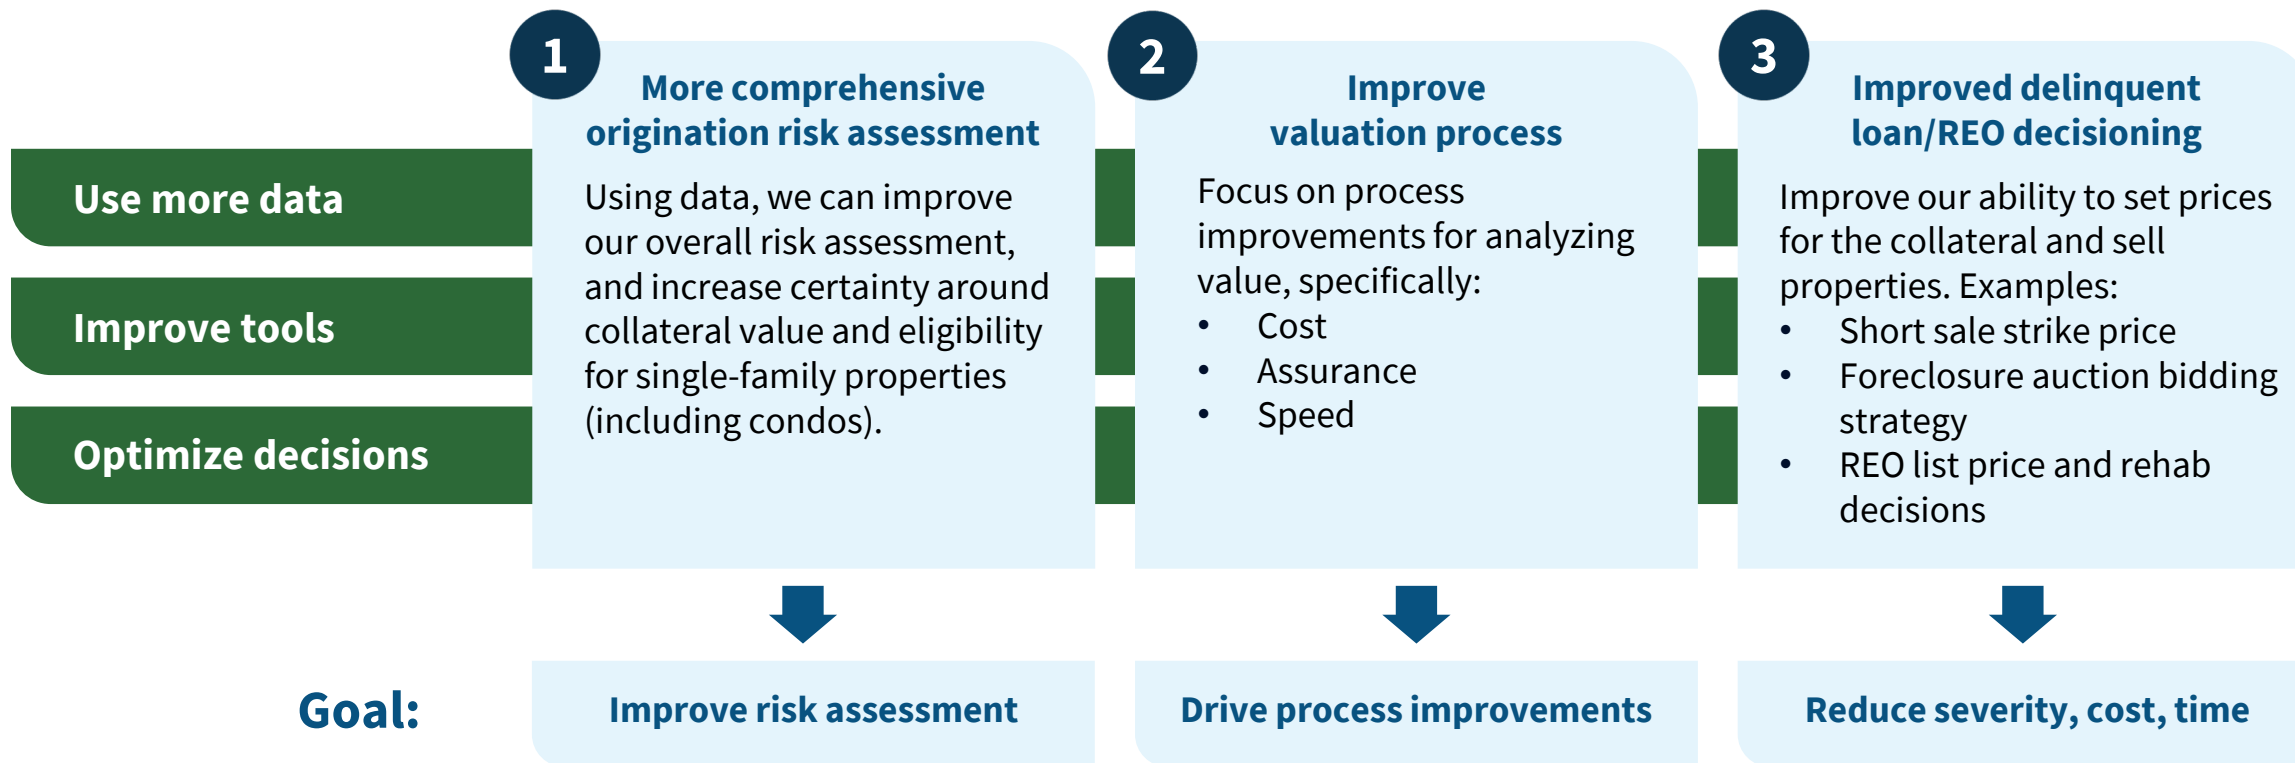 Use more data
Improve tools
Optimize decisions
1
More comprehensive
origination risk assessment
Using data, we can improve
our overall risk assessment,
and increase certainty around
collateral value and eligibility
for single-family properties
(including condos).
2
Improve
valuation process
Focus on process
improvements for analyzing
value, specifically:
• Cost
• Assurance
• Speed
3
Improved delinquent
loan/REO decisioning
Improve our ability to set prices
for the collateral and sell
properties. Examples:
• Short sale strike price
• Foreclosure auction bidding
strategy
• REO list price and rehab
decisions
Goal:
Improve risk assessment
Drive process improvements
Reduce severity, cost, time